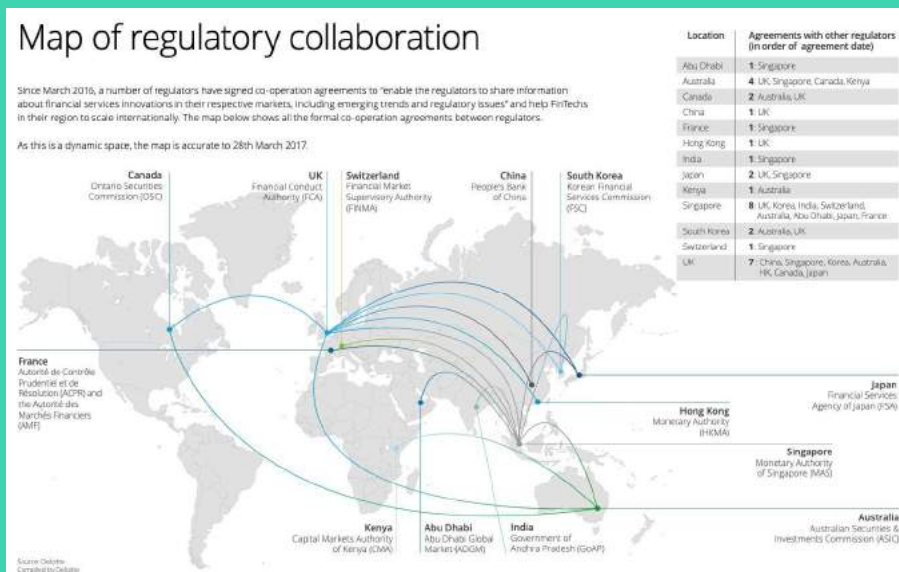 Map of regulatory collaboration
Since March 2016, a number of regulators have signed co-operation agreements to "enable the regulators to share information
about financial services innovations in their respective markets, including emerging trends and regulatory issues" and help FinTechs
in their region to scale internationally. The map below shows all the formal co-operation agreements between regulators.
As this is a dynamic space, the map is accurate to 28th March 2017.
Location Agreements with other regulators
(in order of agreement date)
Abu Dhabi 1: Singapore
Australia 4: UK, Singapore, Canada, Kenya
Canada 2: Australia, UK
China 1: UK
France 1: Singapore
Hong Kong 1: UK
India 1: Singapore
Japan 2: UK, Singapore
Kenya 1: Australia
Singapore 8: UK, Korea, India, Switzerland,
Australia, Abu Dhabi, Japan, France
South Korea 2: Australia, UK
Switzerland 1: Singapore
UK 7: China, Singapore, Korea, Australia,
HK, Canada, Japan
Canada
Ontario Securities
Commission (OSC)
UK
Financial Conduct
Authority (FCA)
Switzerland
Financial Market
Supervisory Authority
(FINMA)
China
People's Bank
of China
South Korea
Korean Financial
Services Commission
(FSC)
France
Autorité de Contrôle
Prudentiel et de
Résolution (ACPR) and
the Autorité des
Marchés Financiers
(AMF)
Japan
Financial Services
Agency of Japan (FSA)
Hong Kong
Monetary Authority
(HKMA)
Singapore
Monetary Authority
of Singapore (MAS)
Australia
Australian Securities &
Investments Commission (ASIC)
Kenya
Capital Markets Authority
of Kenya (CMA)
Abu Dhabi
Abu Dhabi Global
Market (ADGM)
India
Government of
Andhra Pradesh (GoAP)
Source: Deloitte
Compiled by Deloitte